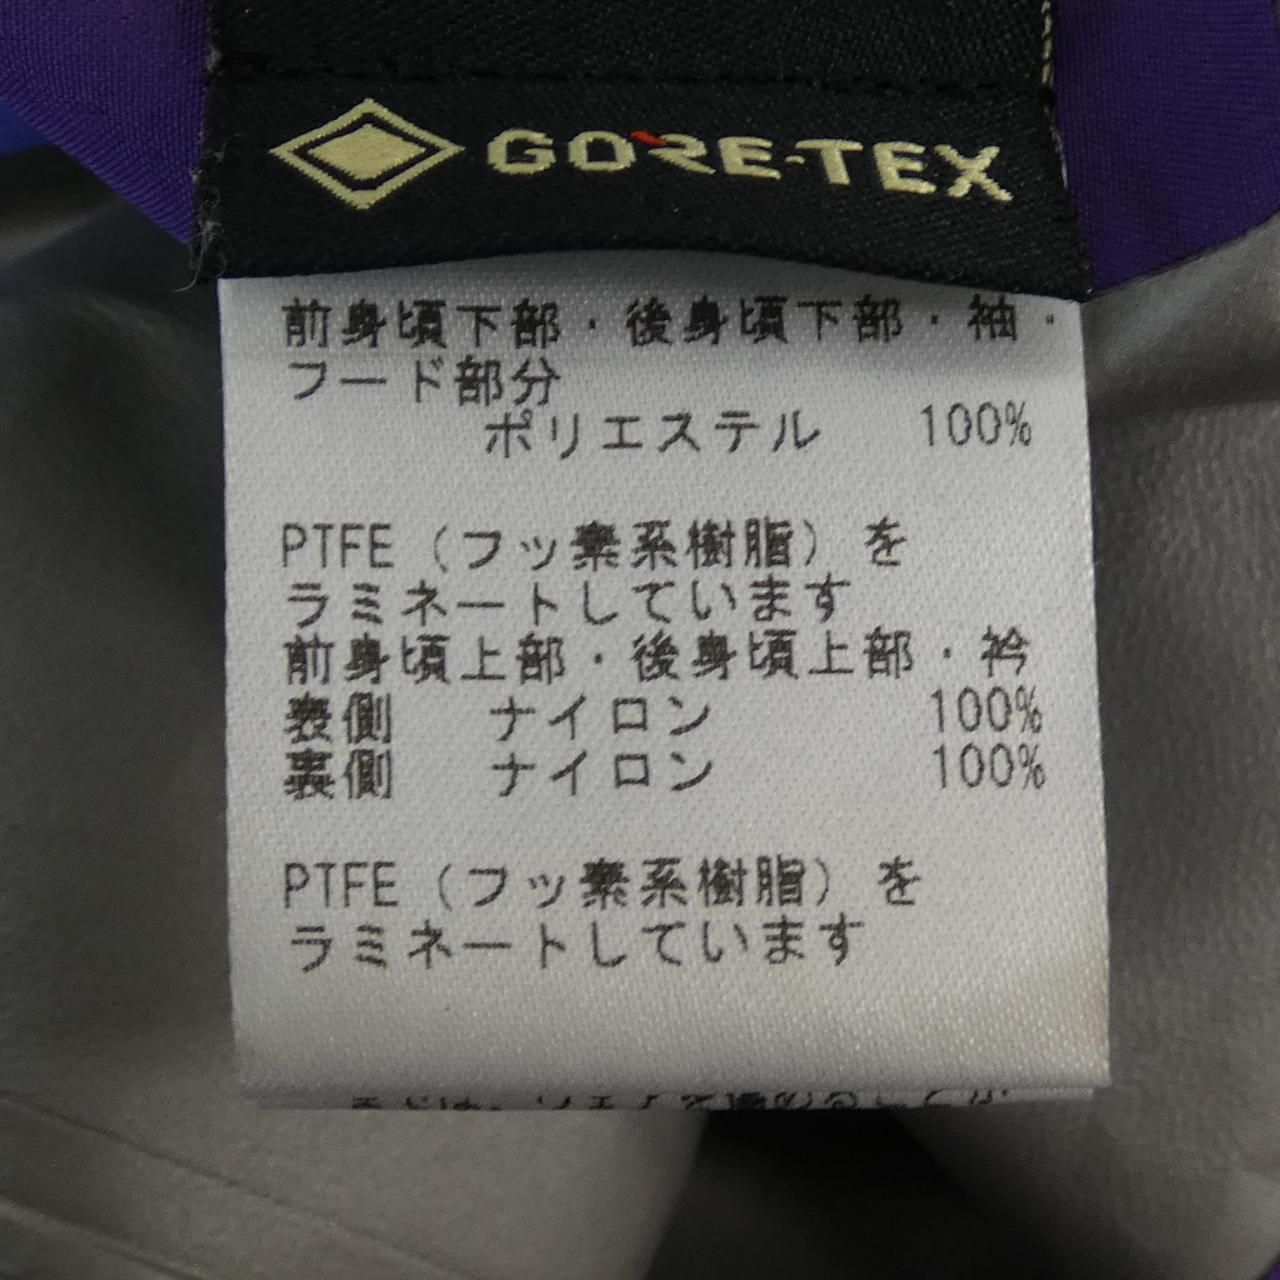 GORE-TEX
前身頃下部・後身頃下部・袖・
フード部分
ポリエステル 100%
PTFE（フッ素系樹脂）を
ラミネートしています
前身頃上部・後身頃上部・衿
表側 ナイロン 100%
裏側 ナイロン 100%
PTFE（フッ素系樹脂）を
ラミネートしています